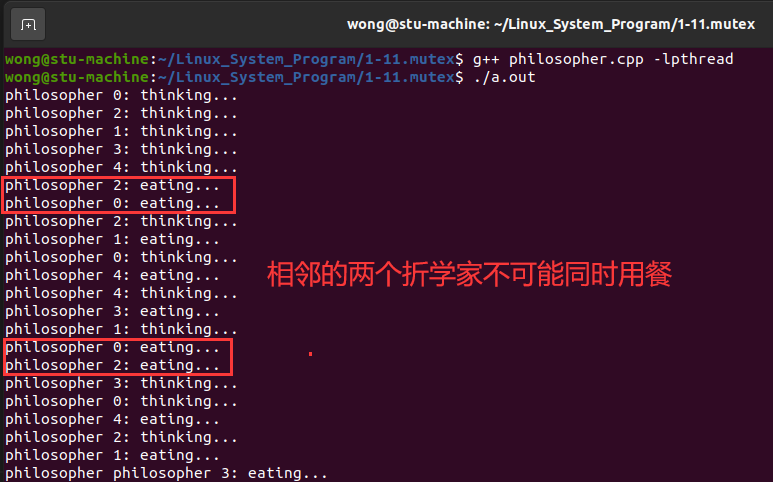 wong@stu-machine: ~/Linux_System_Program/1-11.mutex
wong@stu-machine:~/Linux_System_Program/1-11.mutex$ g++ philosopher.cpp -lpthread
wong@stu-machine:~/Linux_System_Program/1-11.mutex$ ./a.out
philosopher 0: thinking...
philosopher 2: thinking...
philosopher 1: thinking...
philosopher 3: thinking...
philosopher 4: thinking...
philosopher 2: eating...
philosopher 0: eating...
philosopher 2: thinking...
philosopher 1: eating...
philosopher 0: thinking...
相邻的两个折学家不可能同时用餐
philosopher 4: eating...
philosopher 4: thinking...
philosopher 3: eating...
philosopher 1: thinking...
philosopher 0: eating...
philosopher 2: eating...
philosopher 3: thinking...
philosopher 0: thinking...
philosopher 4: eating...
philosopher 2: thinking...
philosopher 1: eating...
philosopher philosopher 3: eating...